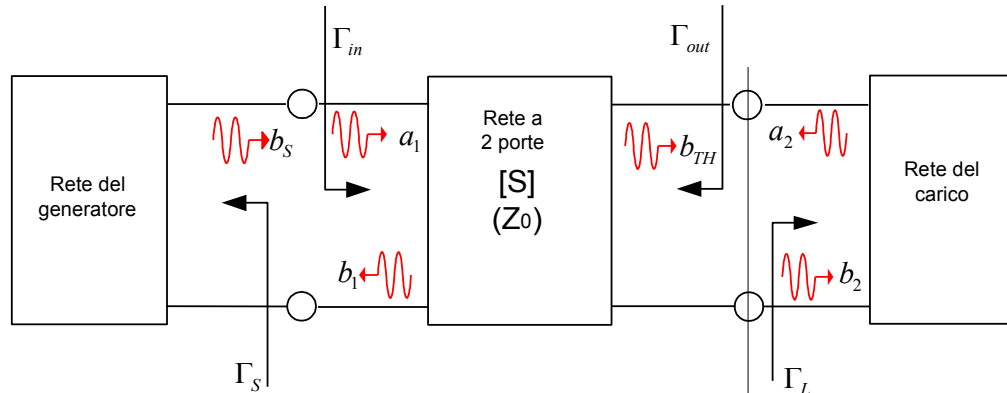 Γin
Γout
Rete a
2 porte
[S]
(Z0)
bS
a1
bTH
a2
Rete del
generatore
Rete del
carico
b1
b2
ΓS
ΓL